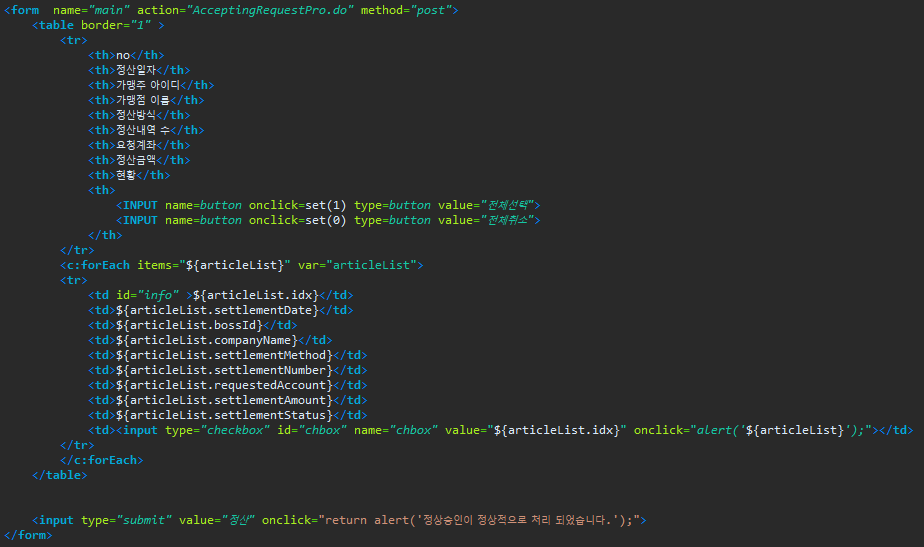 <form  name="main" action="AcceptingRequestPro.do" method="post">
    <table border="1" >
        <tr>
            <th>no</th>
            <th>정산일자</th>
            <th>가맹주 아이디</th>
            <th>가맹점 이름</th>
            <th>정산방식</th>
            <th>정산내역 수</th>
            <th>요청계좌</th>
            <th>정산금액</th>
            <th>현황</th>
            <th>
                <INPUT name=button onclick=set(1) type=button value="전체선택">
                <INPUT name=button onclick=set(0) type=button value="전체취소">
            </th>
        </tr>
        <c:forEach items="${articleList}" var="articleList">
        <tr>
            <td id="info" >${articleList.idx}</td>
            <td>${articleList.settlementDate}</td>
            <td>${articleList.bossId}</td>
            <td>${articleList.companyName}</td>
            <td>${articleList.settlementMethod}</td>
            <td>${articleList.settlementNumber}</td>
            <td>${articleList.requestedAccount}</td>
            <td>${articleList.settlementAmount}</td>
            <td>${articleList.settlementStatus}</td>
            <td><input type="checkbox" id="chbox" name="chbox" value="${articleList.idx}" onclick="alert('${articleList}');"></td>
        </tr>
        </c:forEach>
    </table>
    <input type="submit" value="정산" onclick="return alert('정상승인이 정상적으로 처리 되었습니다.');">
</form>